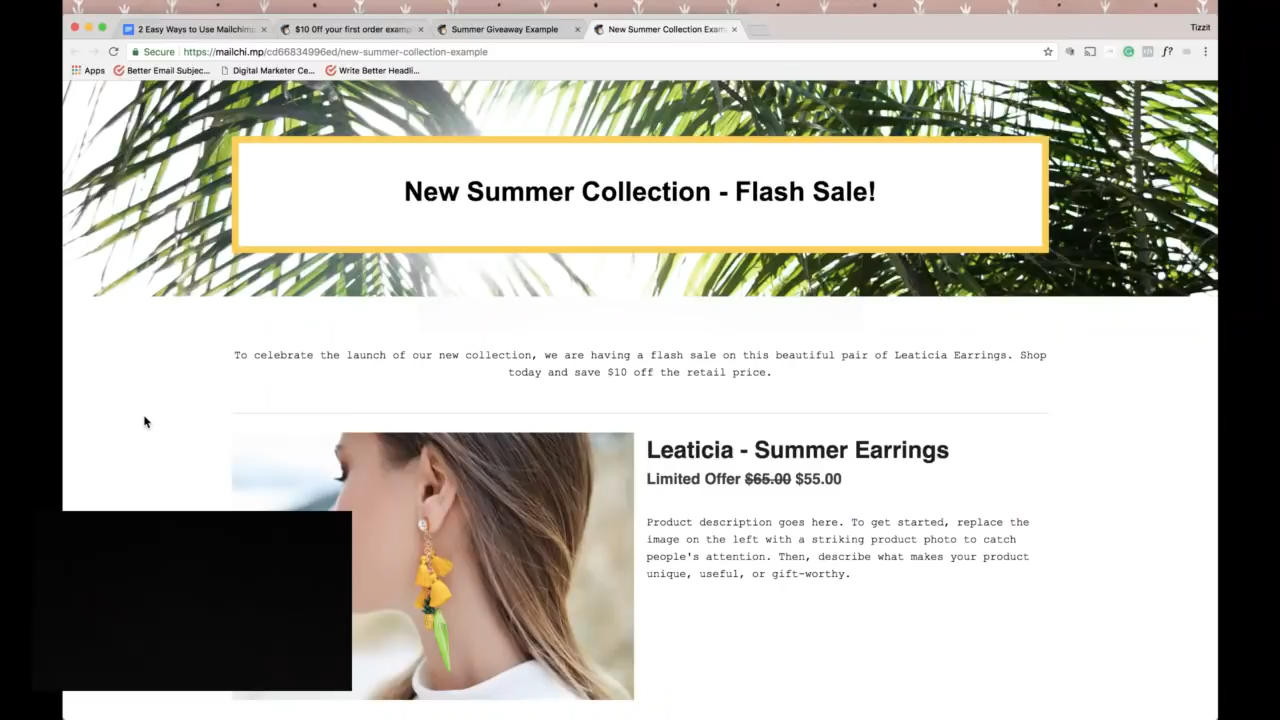 2 Easy Ways to Use Mailchimp
$10 Off your first order examp
Summer Giveaway Example
New Summer Collection Exam
Tizzit
Secure
https://mailchi.mp/cd66834996ed/new-summer-collection-example
Apps
Better Email Subjec...
Digital Marketer Ce...
Write Better Headli...
New Summer Collection - Flash Sale!
To celebrate the launch of our new collection, we are having a flash sale on this beautiful pair of Leaticia Earrings. Shop
today and save $10 off the retail price.
Leaticia - Summer Earrings
Limited Offer $65.00 $55.00
Product description goes here. To get started, replace the
image on the left with a striking product photo to catch
people's attention. Then, describe what makes your product
unique, useful, or gift-worthy.